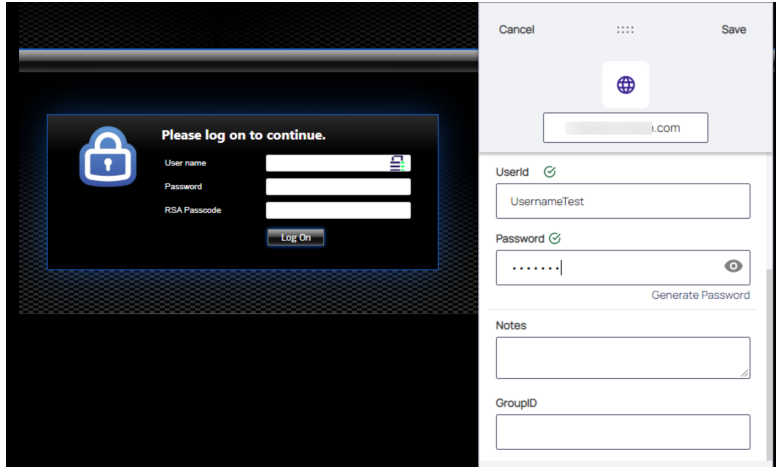 Please log on to continue.
User name
Password
RSA Passcode
Log On
Cancel
Save
.com
UserId
UsernameTest
Password
•••••••
Generate Password
Notes
GroupID